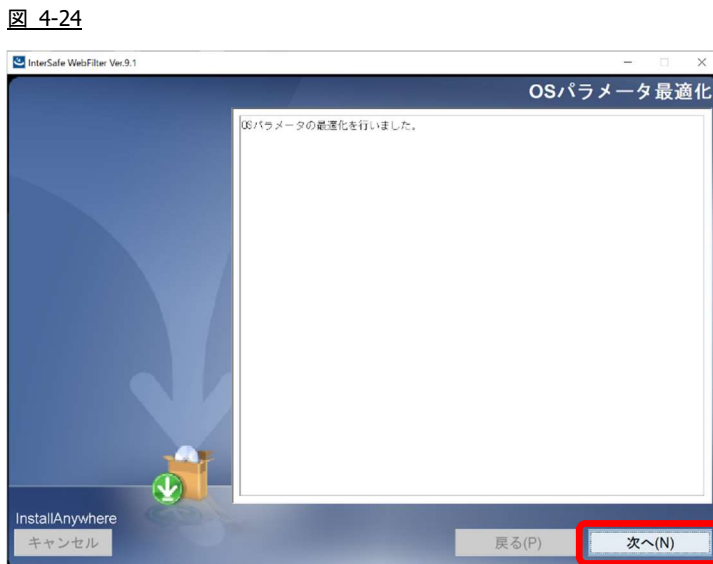 図 4-24
InterSafe WebFilter Ver.9.1
OSパラメータ最適化
OSパラメータの最適化を行いました。
InstallAnywhere
キャンセル
戻る(P)
次へ(N)